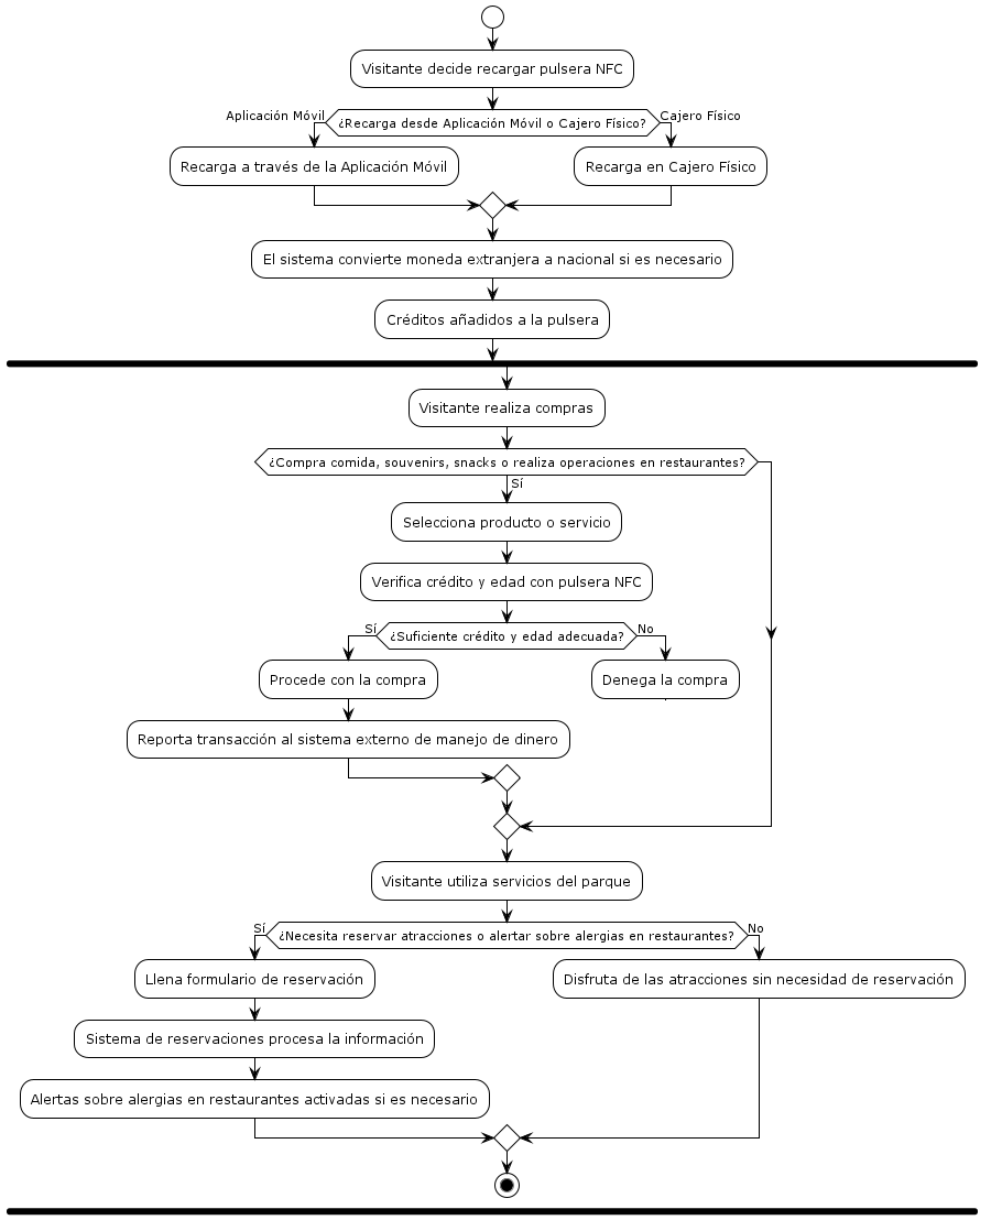 Visitante decide recargar pulsera NFC
Aplicación Móvil
¿Recarga desde Aplicación Móvil o Cajero Físico?
Cajero Físico
Recarga a través de la Aplicación Móvil
Recarga en Cajero Físico
El sistema convierte moneda extranjera a nacional si es necesario
Créditos añadidos a la pulsera
Visitante realiza compras
¿Compra comida, souvenirs, snacks o realiza operaciones en restaurantes?
Sí
Selecciona producto o servicio
Verifica crédito y edad con pulsera NFC
Sí
¿Suficiente crédito y edad adecuada?
No
Procede con la compra
Denega la compra
Reporta transacción al sistema externo de manejo de dinero
Visitante utiliza servicios del parque
Sí
¿Necesita reservar atracciones o alertar sobre alergias en restaurantes?
No
Llena formulario de reservación
Disfruta de las atracciones sin necesidad de reservación
Sistema de reservaciones procesa la información
Alertas sobre alergias en restaurantes activadas si es necesario